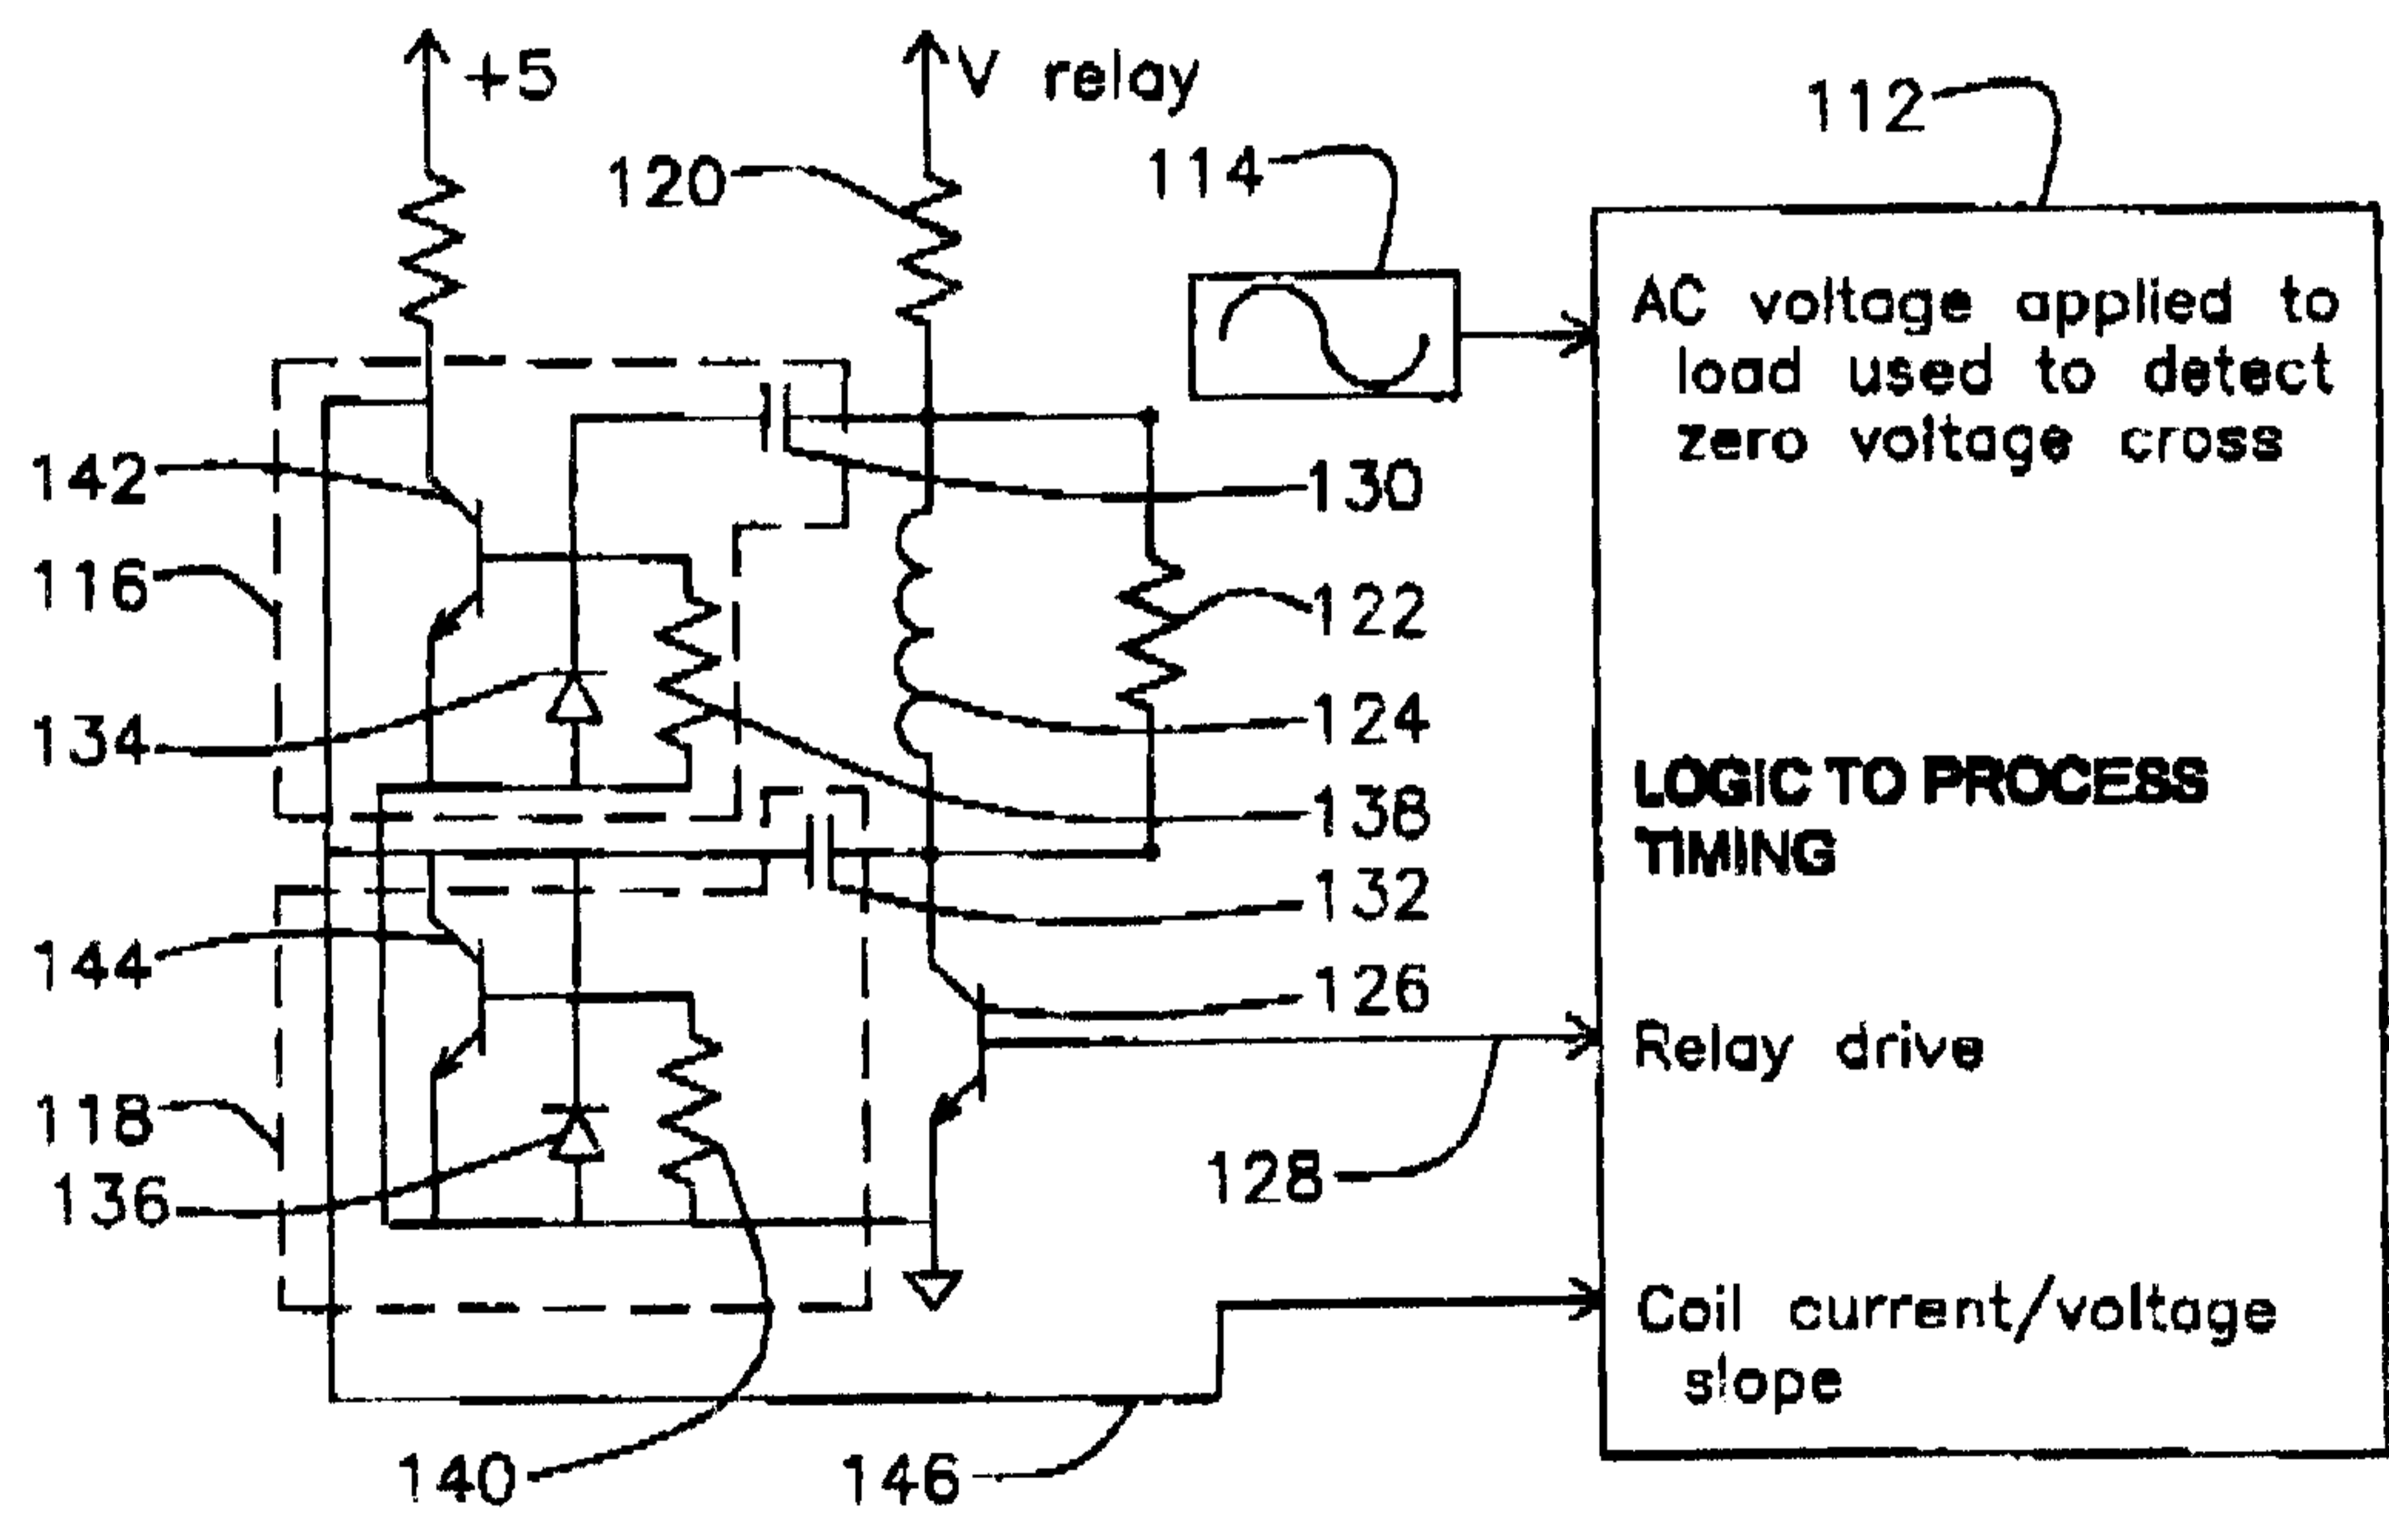 +5
V relay
112
120
114
AC voltage applied to
load used to detect
zero voltage cross
142
130
116
122
134
124
LOGIC TO PROCESS
TIMING
138
132
144
126
Relay drive
118
128
136
Coil current/voltage
slope
140
146